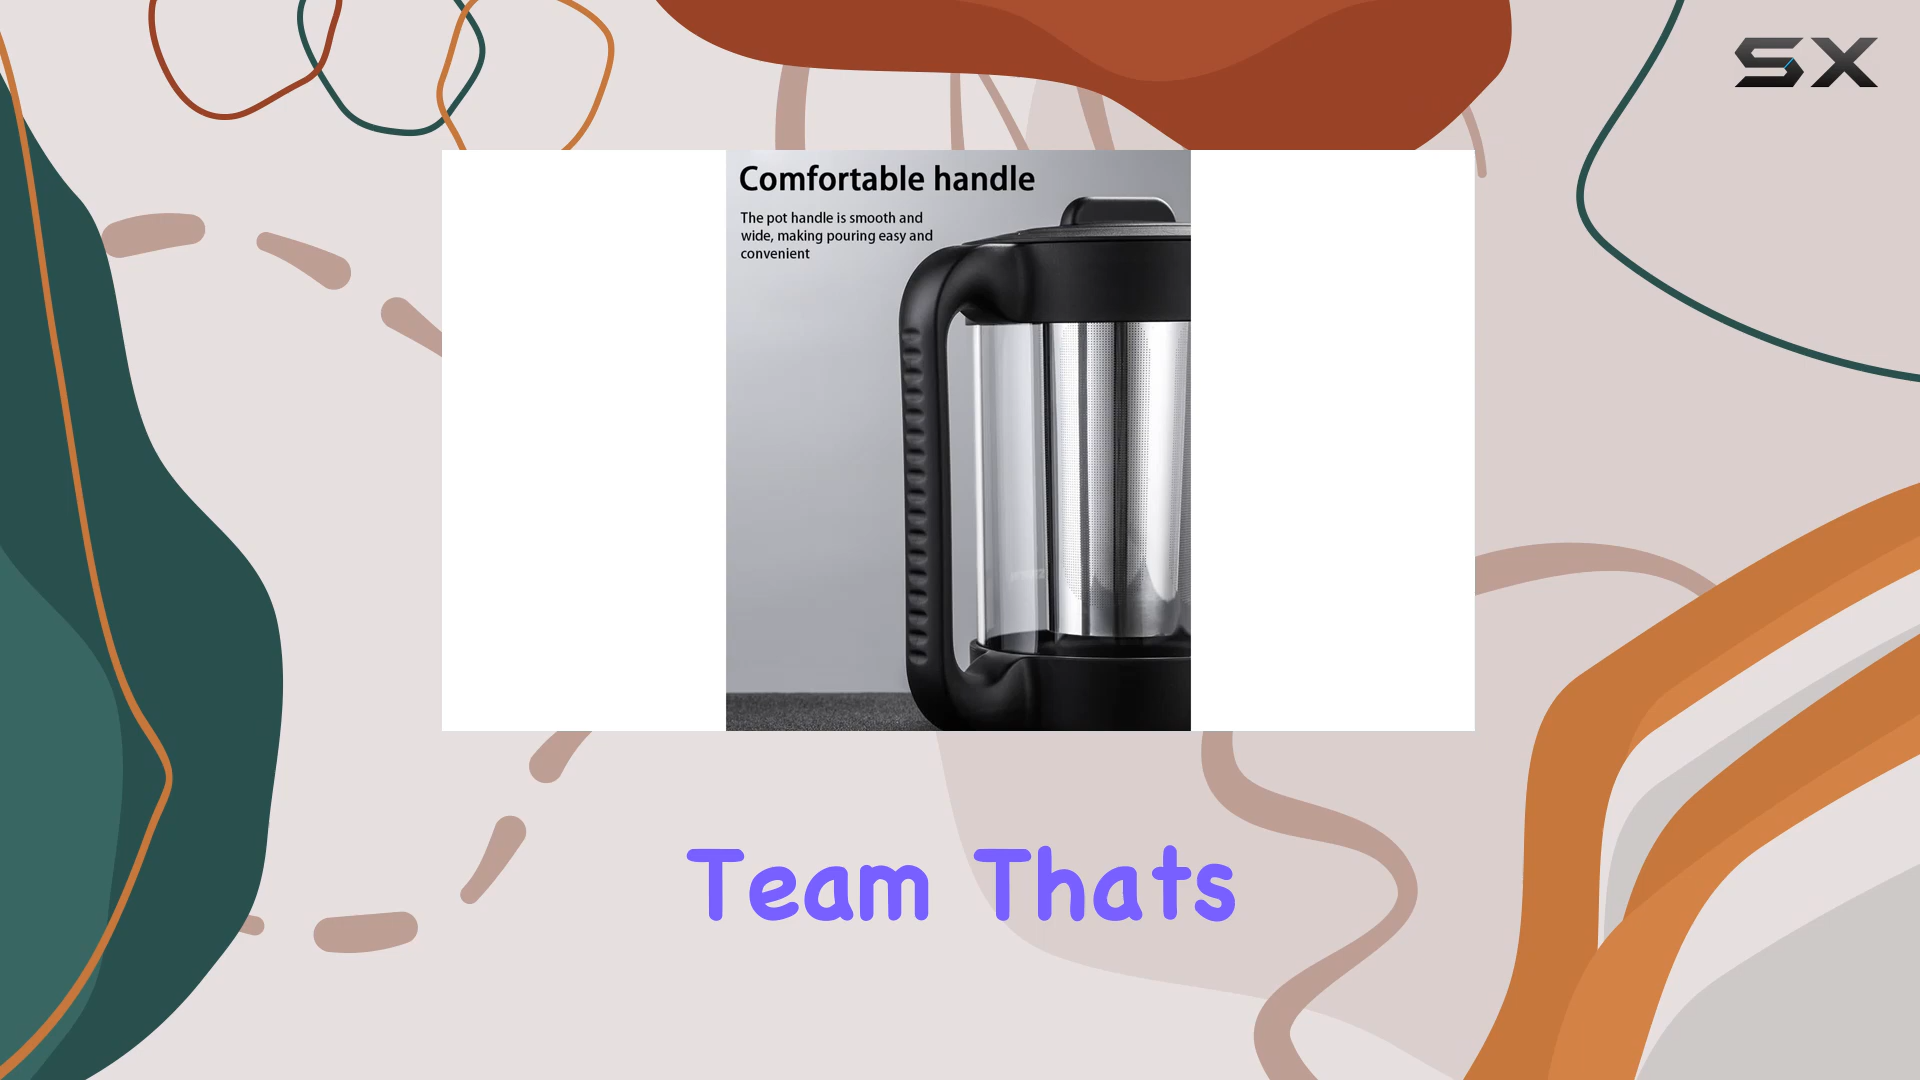 SX
Comfortable handle
The pot handle is smooth and
wide, making pouring easy and
convenient
Team Thats